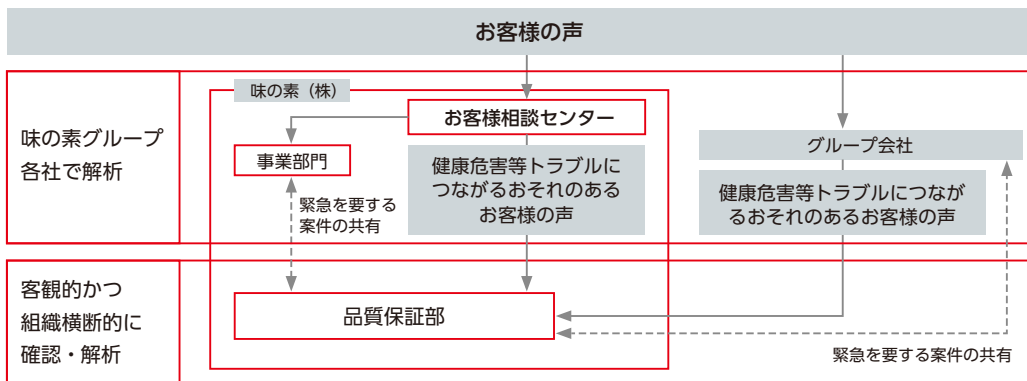 お客様の声
味の素グループ
各社で解析
味の素（株）
お客様相談センター
事業部門
健康危害等トラブルに
つながるおそれのある
お客様の声
緊急を要する
案件の共有
グループ会社
健康危害等トラブルにつなが
るおそれのあるお客様の声
客観的かつ
組織横断的に
確認・解析
品質保証部
緊急を要する案件の共有